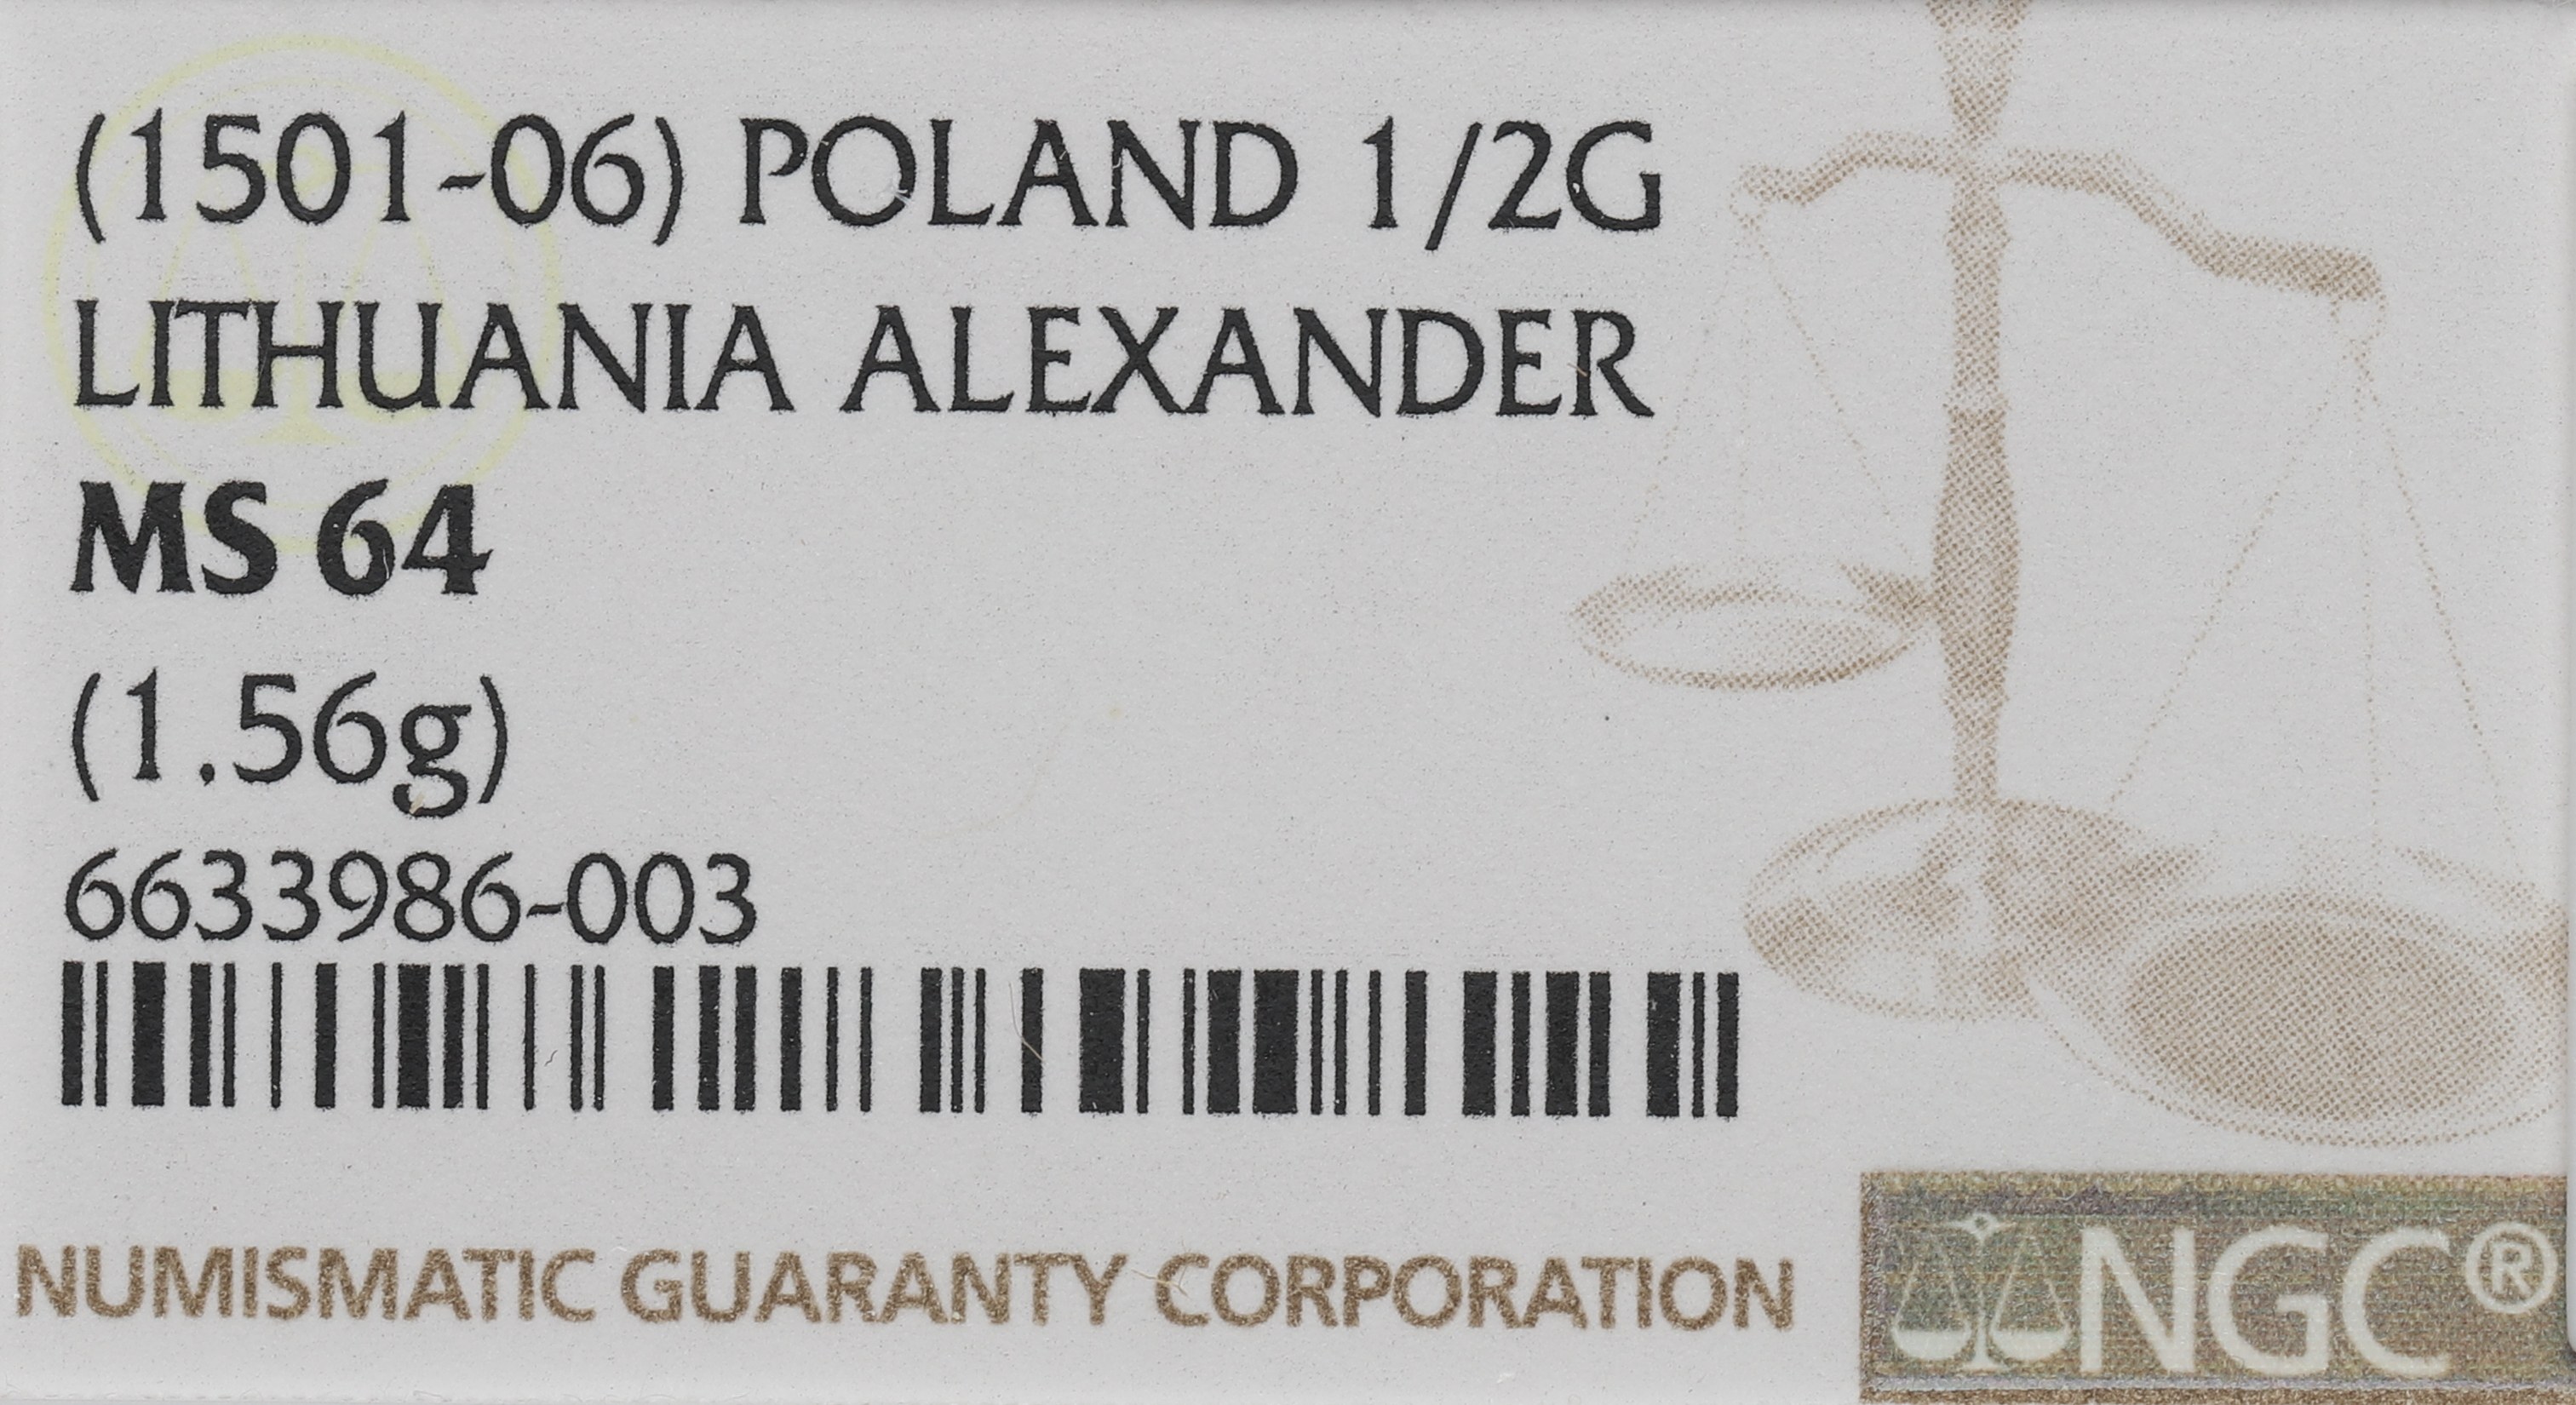 (1501-06) POLAND 1/2G
LITHUANIA ALEXANDER
MS 64
(1.56g)
6633986-003
NUMISMATIC GUARANTY CORPORATION
NGC®